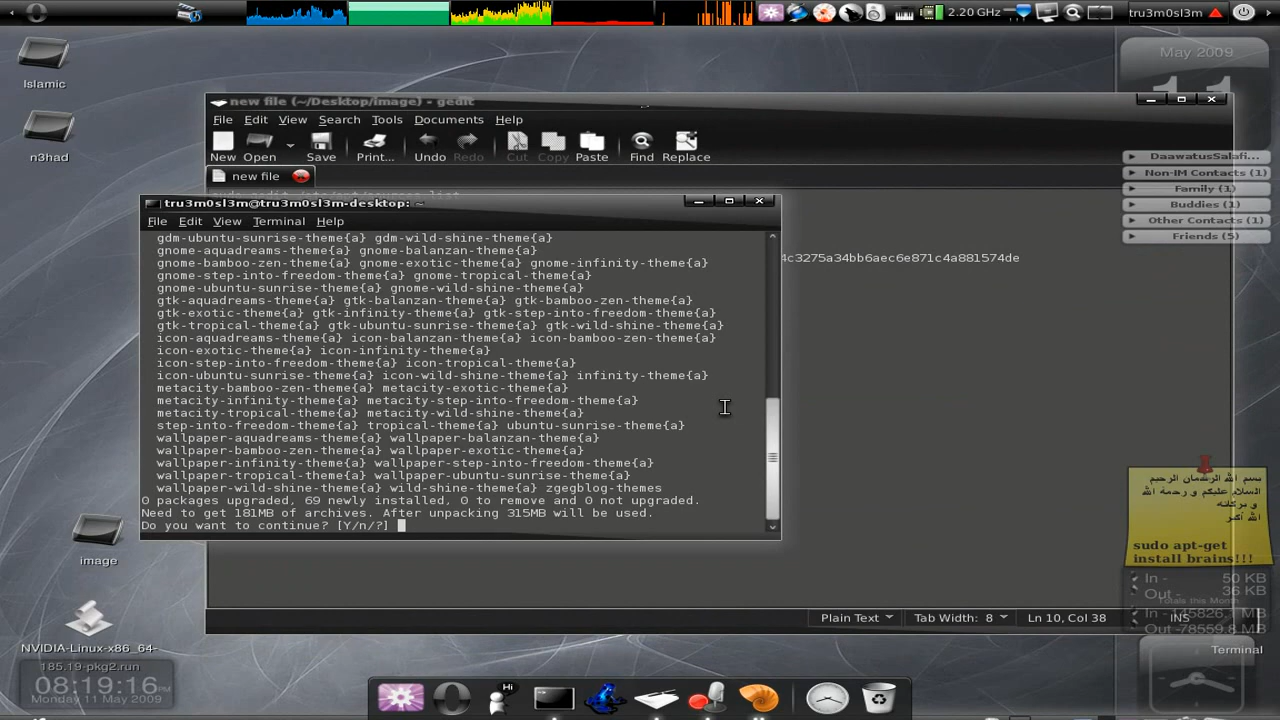 2.20 GHz
tru3m0sl3m
Islamic
n3had
image
NVIDIA-Linux-x86_64-
185.19-pkg2.run
08:19:16 PM
Monday 11 May 2009
new file (~/Desktop/image) - gedit
File Edit View Search Tools Documents Help
New Open Save Print... Undo Redo Cut Copy Paste Find Replace
new file
4c3275a34bb6aec6e871c4a881574de
tru3m0sl3m@tru3m0sl3m-desktop: ~
File Edit View Terminal Help
gdm-ubuntu-sunrise-theme{a} gdm-wild-shine-theme{a}
gnome-aquadreams-theme{a} gnome-balanzan-theme{a}
gnome-bamboo-zen-theme{a} gnome-exotic-theme{a} gnome-infinity-theme{a}
gnome-step-into-freedom-theme{a} gnome-tropical-theme{a}
gnome-ubuntu-sunrise-theme{a} gnome-wild-shine-theme{a}
gtk-aquadreams-theme{a} gtk-balanzan-theme{a} gtk-bamboo-zen-theme{a}
gtk-exotic-theme{a} gtk-infinity-theme{a} gtk-step-into-freedom-theme{a}
gtk-tropical-theme{a} gtk-ubuntu-sunrise-theme{a} gtk-wild-shine-theme{a}
icon-aquadreams-theme{a} icon-balanzan-theme{a} icon-bamboo-zen-theme{a}
icon-exotic-theme{a} icon-infinity-theme{a}
icon-step-into-freedom-theme{a} icon-tropical-theme{a}
icon-ubuntu-sunrise-theme{a} icon-wild-shine-theme{a} infinity-theme{a}
metacity-bamboo-zen-theme{a} metacity-exotic-theme{a}
metacity-infinity-theme{a} metacity-step-into-freedom-theme{a}
metacity-tropical-theme{a} metacity-wild-shine-theme{a}
step-into-freedom-theme{a} tropical-theme{a} ubuntu-sunrise-theme{a}
wallpaper-aquadreams-theme{a} wallpaper-balanzan-theme{a}
wallpaper-bamboo-zen-theme{a} wallpaper-exotic-theme{a}
wallpaper-infinity-theme{a} wallpaper-step-into-freedom-theme{a}
wallpaper-tropical-theme{a} wallpaper-ubuntu-sunrise-theme{a}
wallpaper-wild-shine-theme{a} wild-shine-theme{a} zgegblog-themes
0 packages upgraded, 69 newly installed, 0 to remove and 0 not upgraded.
Need to get 181MB of archives. After unpacking 315MB will be used.
Do you want to continue? [Y/n/?]
Plain Text Tab Width: 8 Ln 10, Col 38 INS
May 2009
11
DaawatusSalafi...
Non-IM Contacts (1)
Family (1)
Buddies (1)
Other Contacts (1)
Friends (5)
بسم الله الرحمان الرحيم
السلام عليكم و رحمة الله
و بركاته
الله أكبر
sudo apt-get
install brains!!!
In - 50 KB
Out - 36 KB
Totals this Month
Terminal
Hi